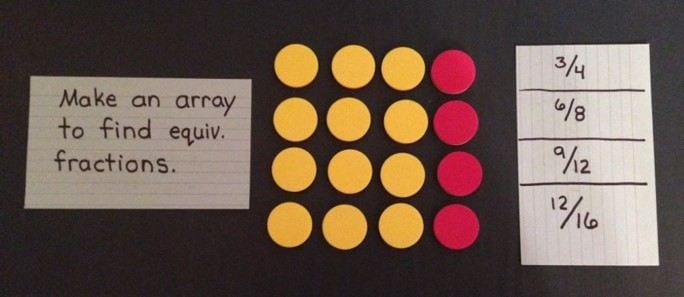 Make an array
to find equiv.
fractions.
3/4
6/8
9/12
12/16